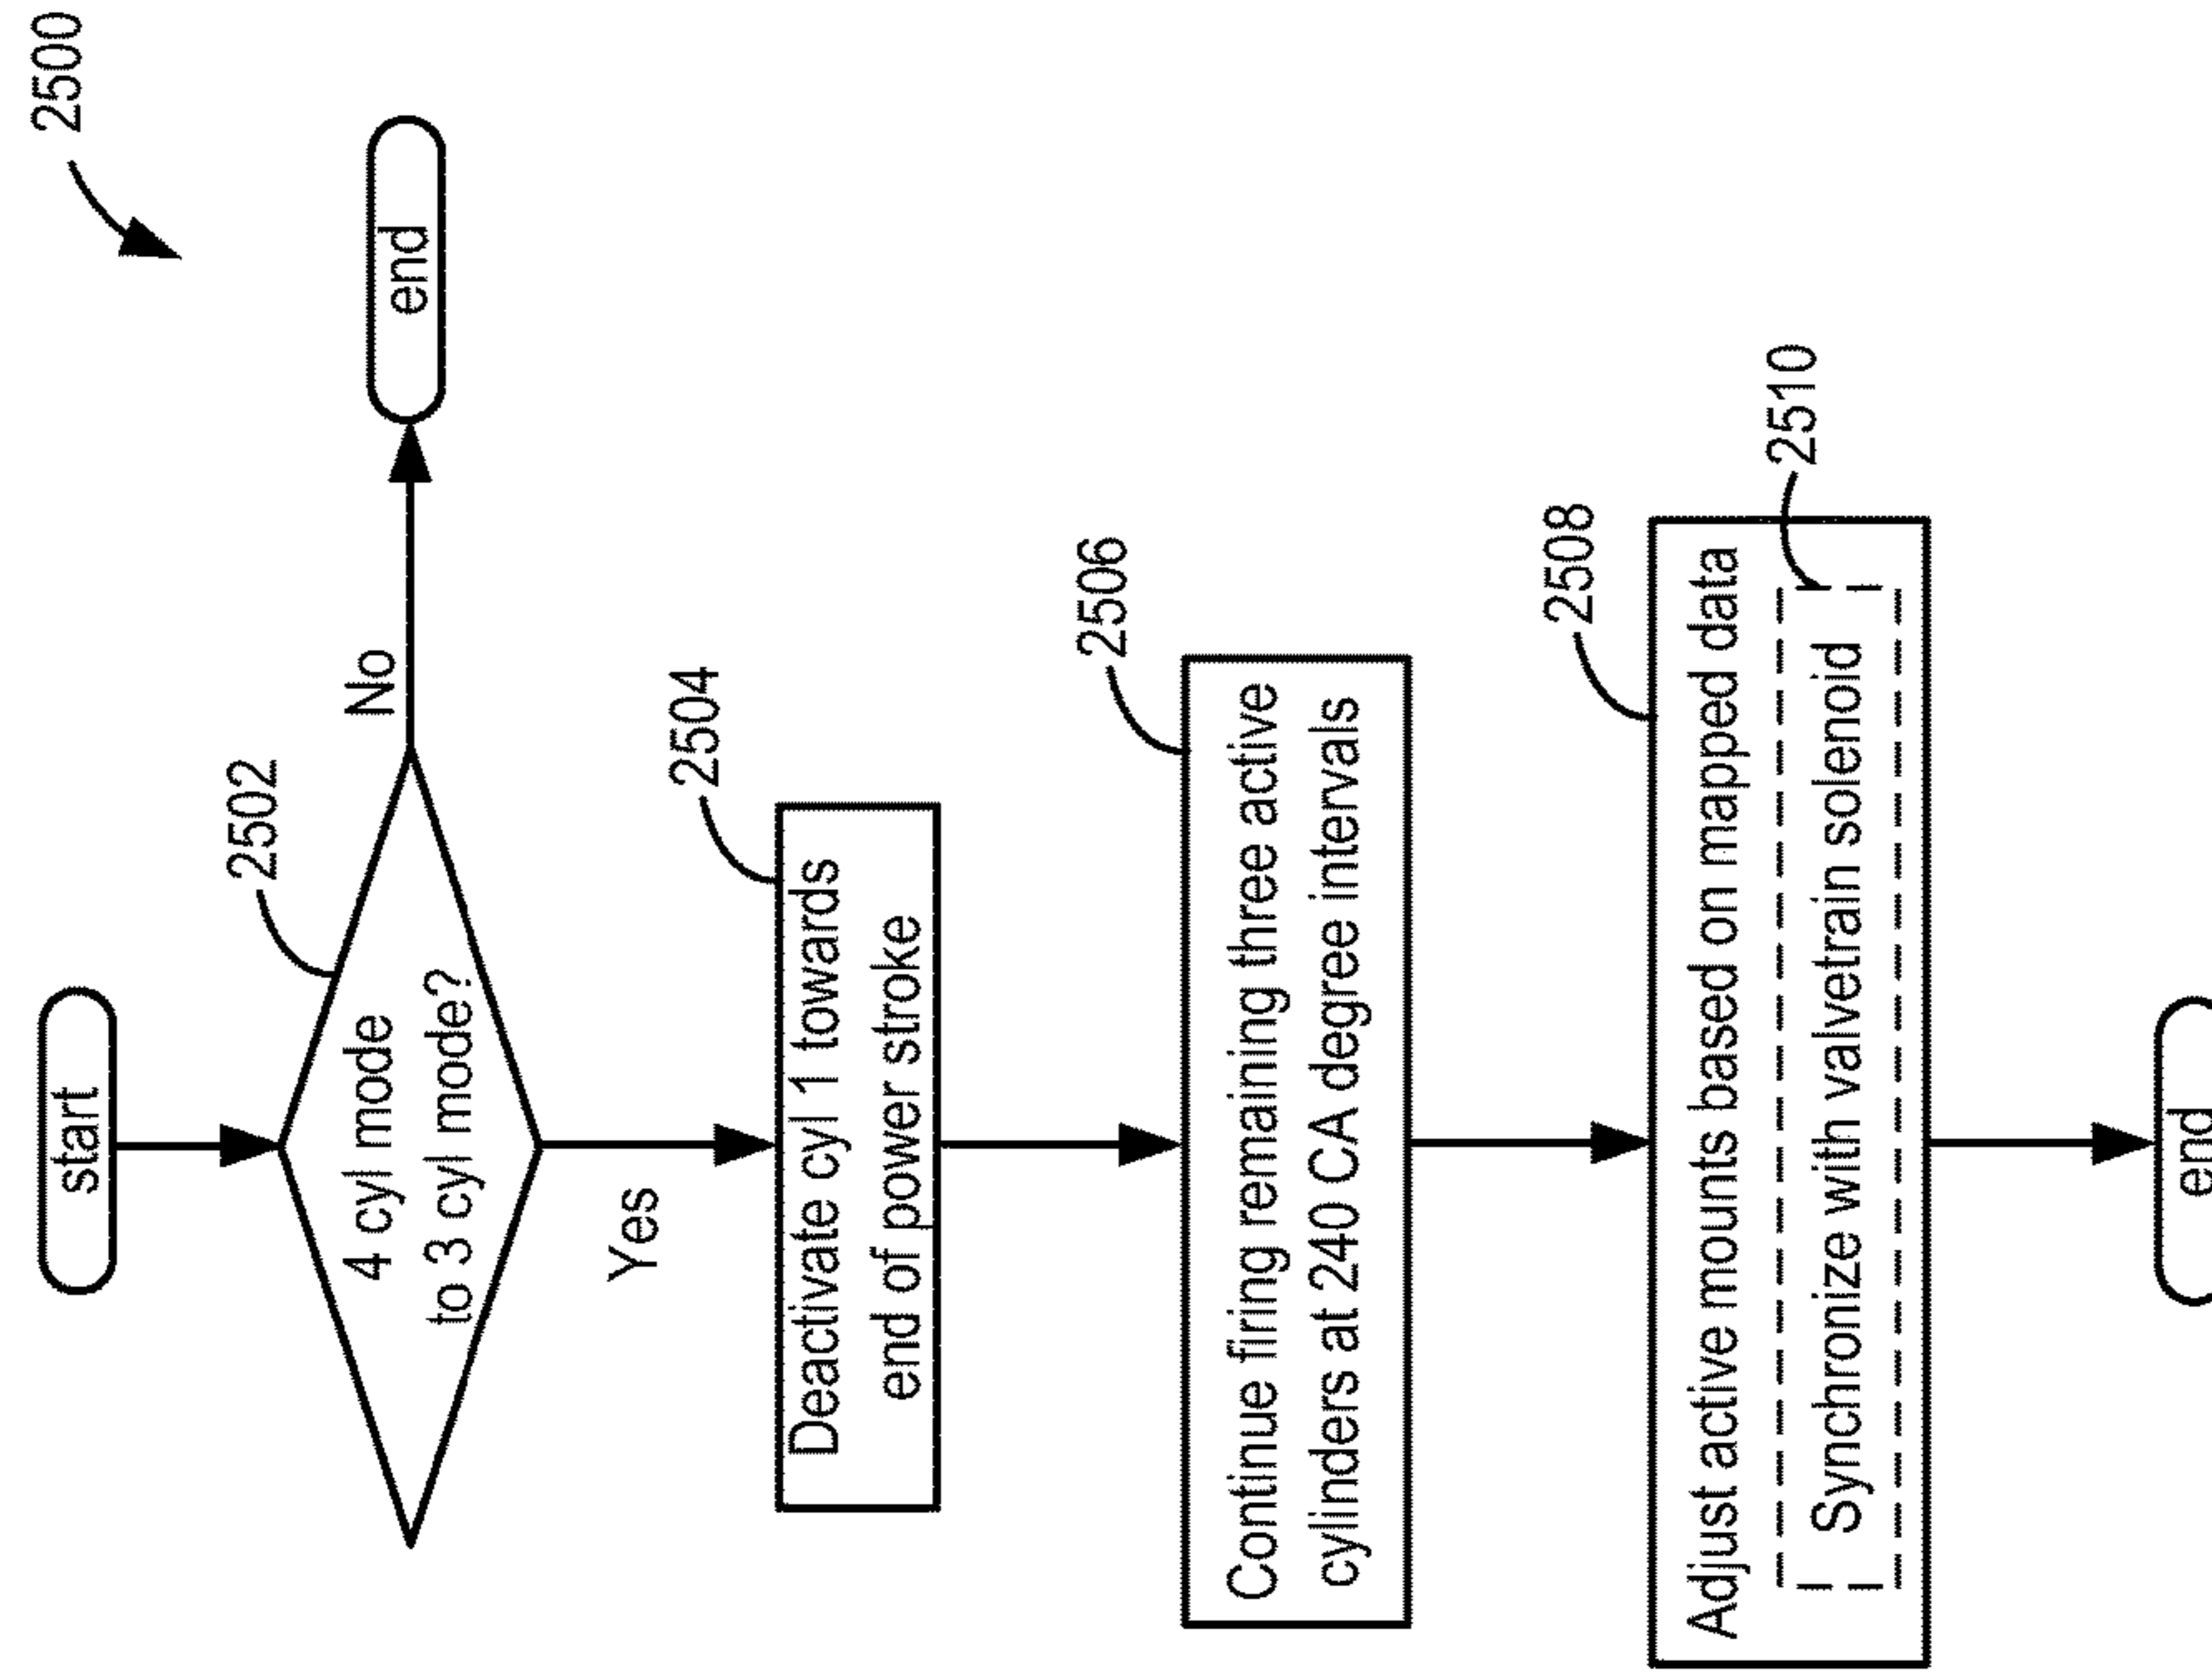 2500
start
2502
4 cyl mode
to 3 cyl mode?
No
end
Yes
2504
Deactivate cyl 1 towards
end of power stroke
2506
Continue firing remaining three active
cylinders at 240 CA degree intervals
2508
Adjust active mounts based on mapped data
2510
Synchronize with valvetrain solenoid
end